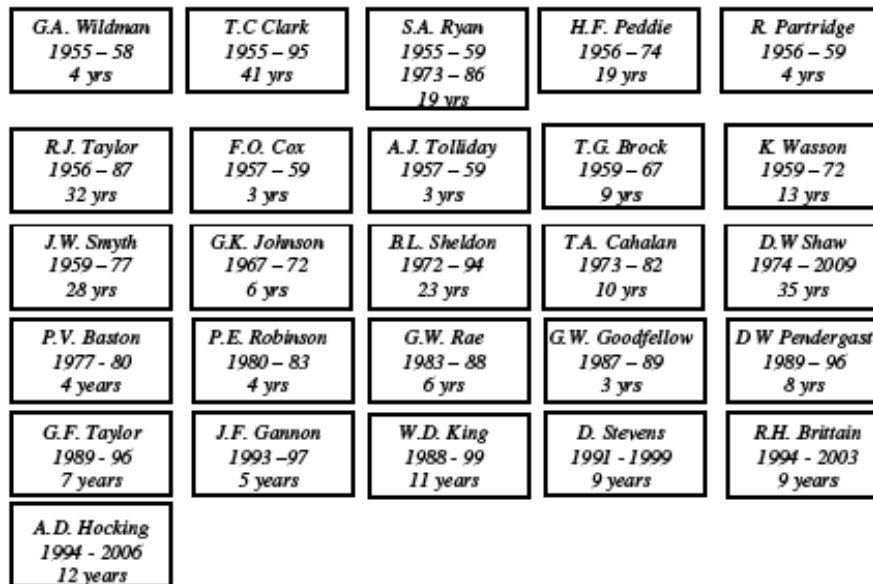 G.A. Wildman
1955 – 58
4 yrs
T.C Clark
1955 – 95
41 yrs
S.A. Ryan
1955 – 59
1973 – 86
19 yrs
H.F. Peddie
1956 – 74
19 yrs
R. Partridge
1956 – 59
4 yrs
R.J. Taylor
1956 – 87
32 yrs
F.O. Cox
1957 – 59
3 yrs
A.J. Tolliday
1957 – 59
3 yrs
T.G. Brock
1959 – 67
9 yrs
K. Wasson
1959 – 72
13 yrs
J.W. Smyth
1959 – 77
28 yrs
G.K. Johnson
1967 – 72
6 yrs
B.L. Sheldon
1972 – 94
23 yrs
T.A. Cahalan
1973 – 82
10 yrs
D.W Shaw
1974 – 2009
35 yrs
P.V. Baston
1977 - 80
4 years
P.E. Robinson
1980 – 83
4 yrs
G.W. Rae
1983 – 88
6 yrs
G.W. Goodfellow
1987 – 89
3 yrs
D W Pendergast
1989 – 96
8 yrs
G.F. Taylor
1989 - 96
7 years
J.F. Gannon
1993 –97
5 years
W.D. King
1988 - 99
11 years
D. Stevens
1991 - 1999
9 years
R.H. Brittain
1994 - 2003
9 years
A.D. Hocking
1994 - 2006
12 years